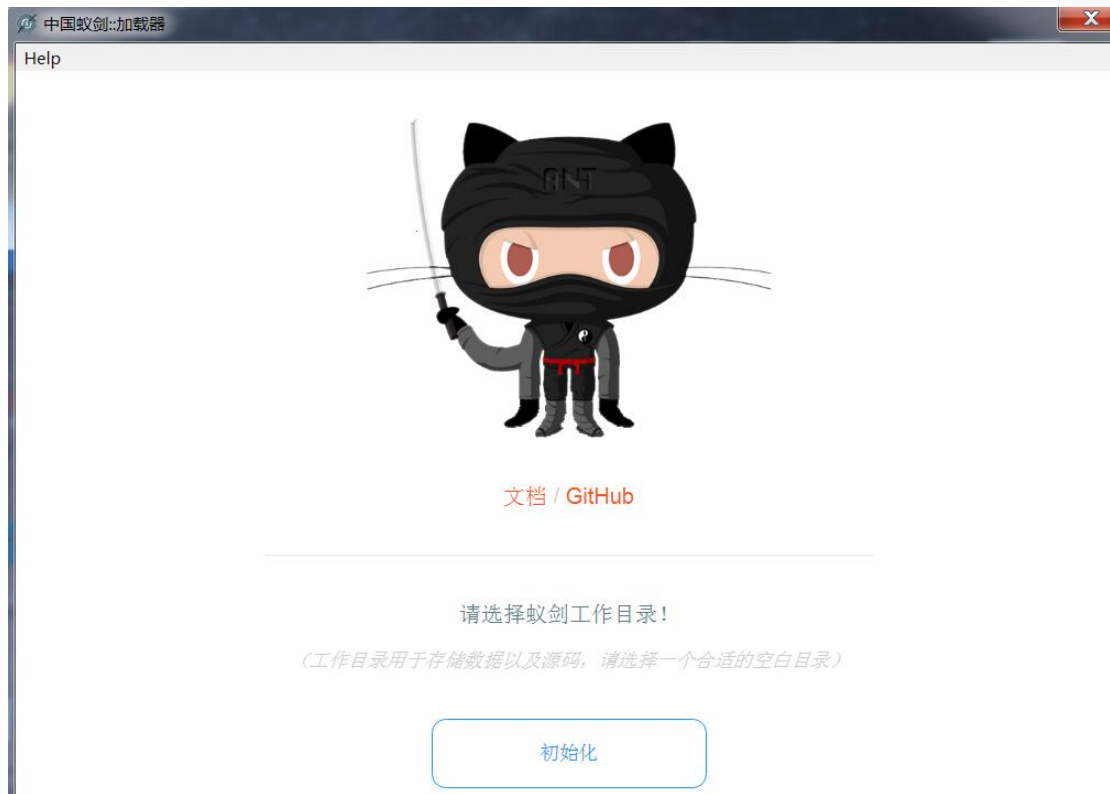 中国蚁剑::加载器
Help
ANT
文档 / GitHub
请选择蚁剑工作目录！
（工作目录用于存储数据以及源码，请选择一个合适的空白目录）
初始化